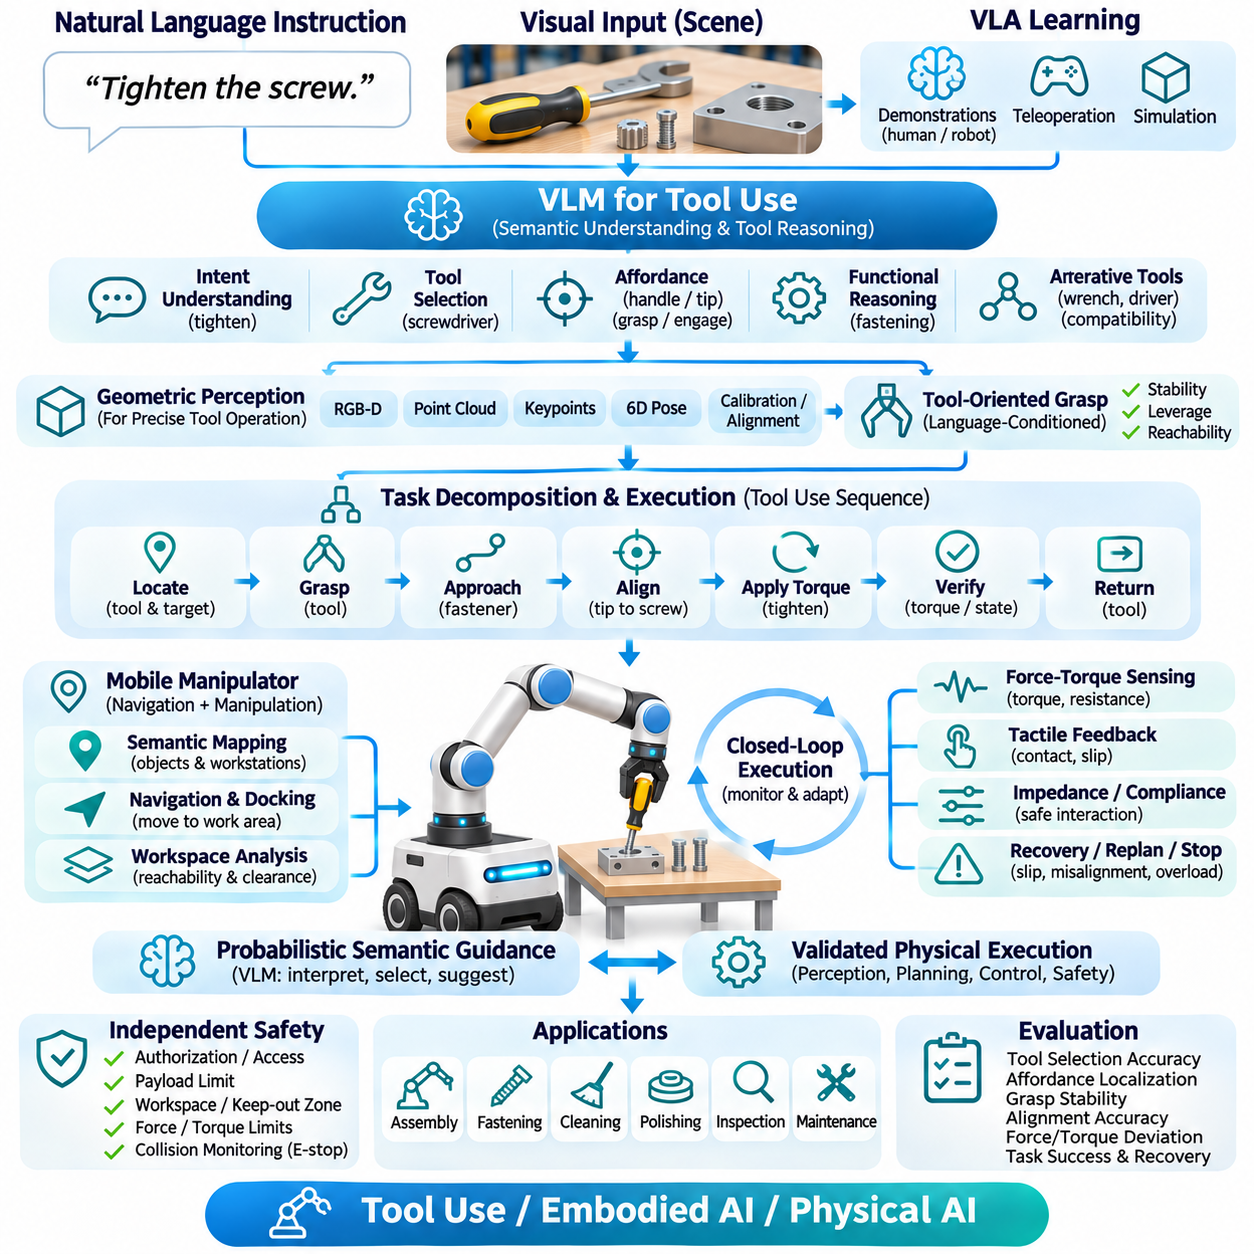 Natural Language Instruction
Visual Input (Scene)
VLA Learning
“Tighten the screw.”
Demonstrations
(human / robot)
Teleoperation
Simulation
VLM for Tool Use
(Semantic Understanding & Tool Reasoning)
Intent
Understanding
(tighten)
Tool
Selection
(screwdriver)
Affordance
(handle / tip)
(grasp / engage)
Functional
Reasoning
(fastening)
Arrerative Tools
(wrench, driver)
(compatibility)
Geometric Perception
(For Precise Tool Operation)
RGB-D
Point Cloud
Keypoints
6D Pose
Calibration /
Alignment
Tool-Oriented Grasp
(Language-Conditioned)
Stability
Leverage
Reachability
Task Decomposition & Execution (Tool Use Sequence)
Locate
(tool & target)
Grasp
(tool)
Approach
(fastener)
Align
(tip to screw)
Apply Torque
(tighten)
Verify
(torque / state)
Return
(tool)
Mobile Manipulator
(Navigation + Manipulation)
Semantic Mapping
(objects & workstations)
Navigation & Docking
(move to work area)
Workspace Analysis
(reachability & clearance)
Closed-Loop
Execution
(monitor & adapt)
Force-Torque Sensing
(torque, resistance)
Tactile Feedback
(contact, slip)
Impedance / Compliance
(safe interaction)
Recovery / Replan / Stop
(slip, misalignment, overload)
Probabilistic Semantic Guidance
(VLM: interpret, select, suggest)
Validated Physical Execution
(Perception, Planning, Control, Safety)
Independent Safety
Authorization / Access
Payload Limit
Workspace / Keep-out Zone
Force / Torque Limits
Collision Monitoring (E-stop)
Applications
Assembly
Fastening
Cleaning
Polishing
Inspection
Maintenance
Evaluation
Tool Selection Accuracy
Affordance Localization
Grasp Stability
Alignment Accuracy
Force/Torque Deviation
Task Success & Recovery
Tool Use / Embodied AI / Physical AI